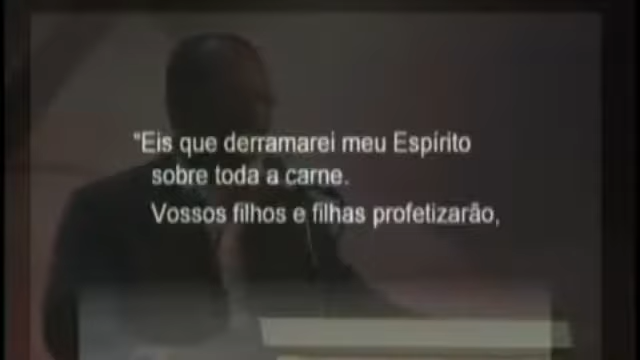 "Eis que derramarei meu Espírito
sobre toda a carne.
Vossos filhos e filhas profetizarão,